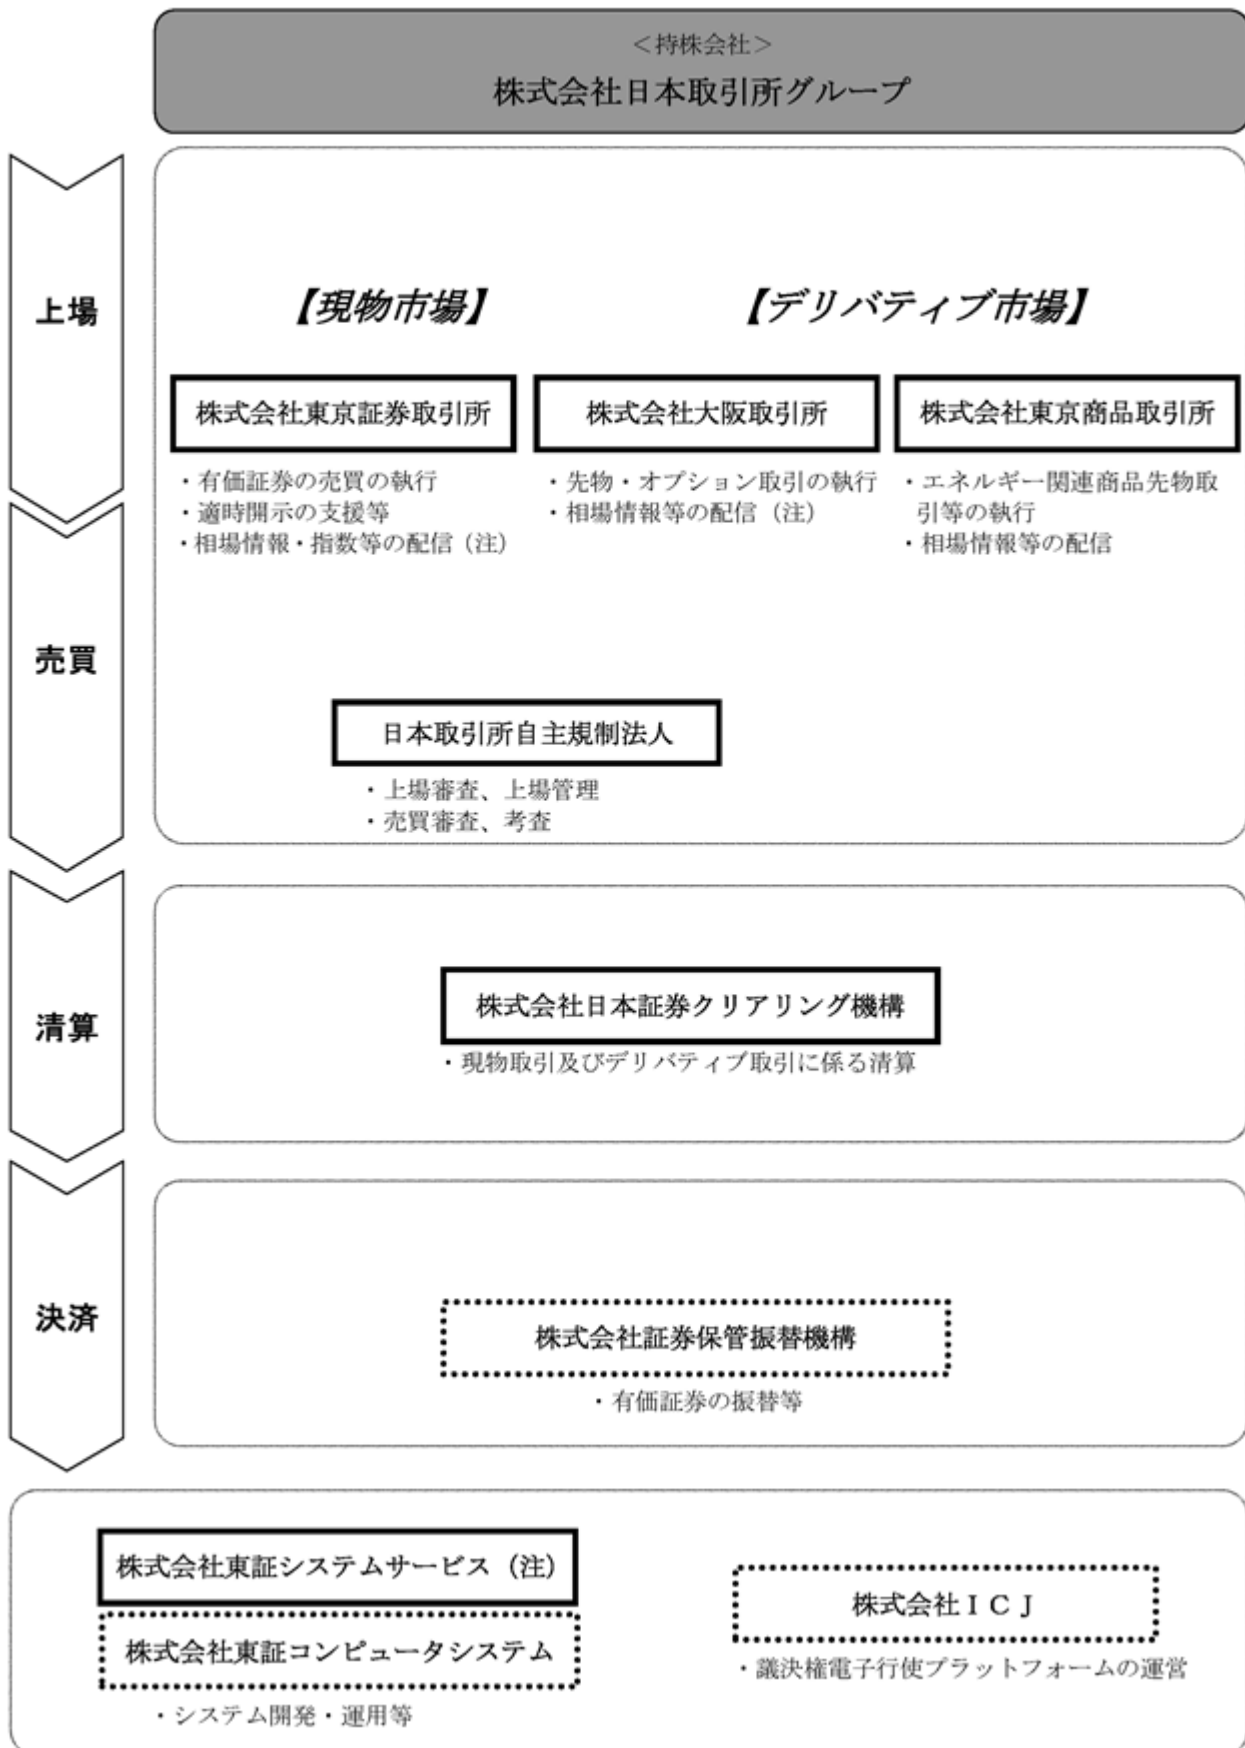 ＜持株会社＞
株式会社日本取引所グループ
上場
【現物市場】
【デリバティブ市場】
株式会社東京証券取引所
・有価証券の売買の執行
・適時開示の支援等
・相場情報・指数等の配信（注）
株式会社大阪取引所
・先物・オプション取引の執行
・相場情報等の配信（注）
株式会社東京商品取引所
・エネルギー関連商品先物取
引等の執行
・相場情報等の配信
売買
日本取引所自主規制法人
・上場審査、上場管理
・売買審査、考査
清算
株式会社日本証券クリアリング機構
・現物取引及びデリバティブ取引に係る清算
決済
株式会社証券保管振替機構
・有価証券の振替等
株式会社東証システムサービス（注）
株式会社東証コンピュータシステム
・システム開発・運用等
株式会社ＩＣＪ
・議決権電子行使プラットフォームの運営